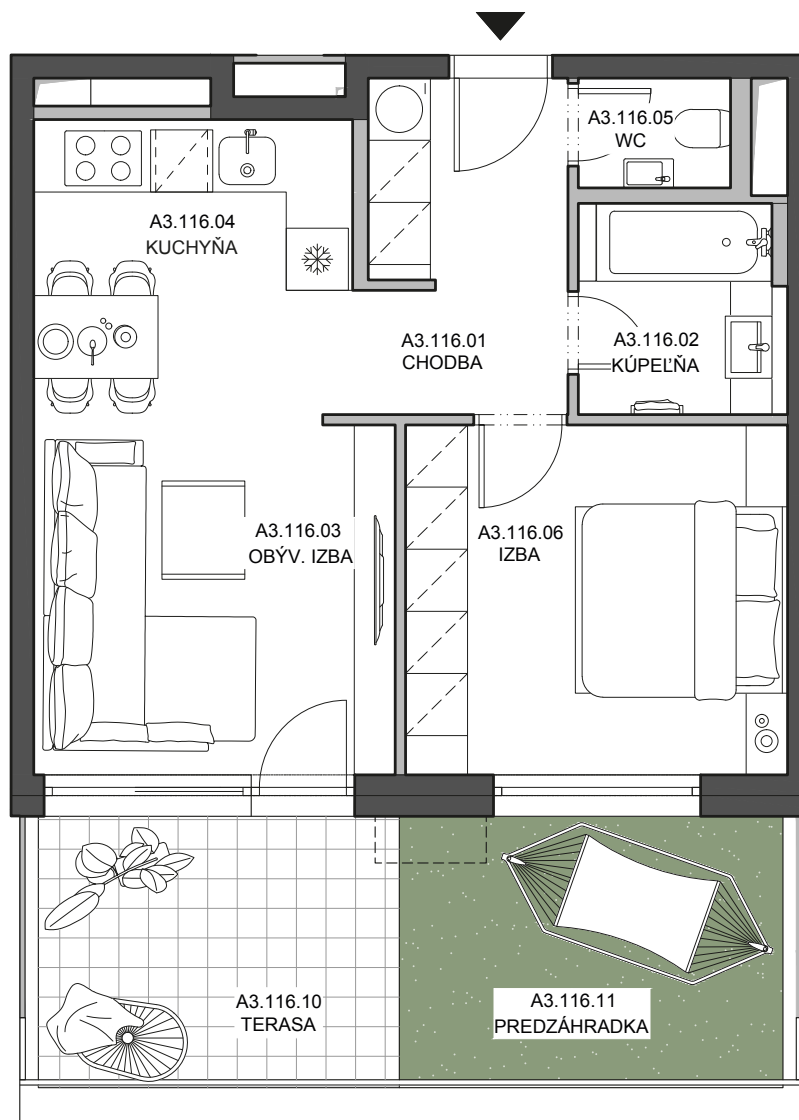 A3.116.05
WC
A3.116.04
KUCHYŇA
A3.116.01
CHODBA
A3.116.02
KÚPEĽŇA
A3.116.03
OBÝV. IZBA
A3.116.06
IZBA
A3.116.10
TERASA
A3.116.11
PREDZÁHRADKA